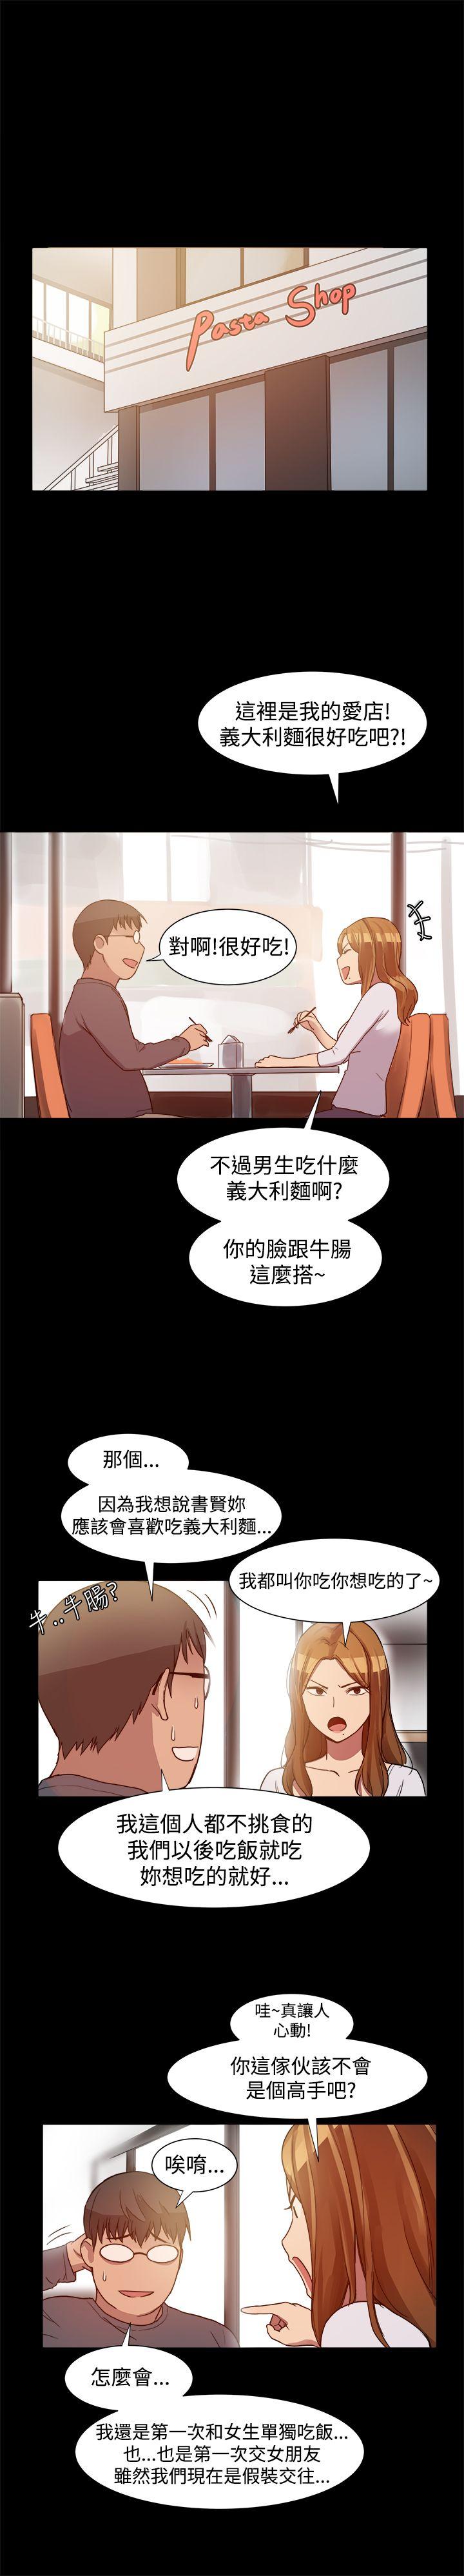 Pasta Shop
這裡是我的愛店!
義大利麵很好吃吧?!
對啊!很好吃!
不過男生吃什麼
義大利麵啊?
你的臉跟牛腸
這麼搭~
那個...
因為我想說書賢妳
應該會喜歡吃義大利麵...
我都叫你吃你想吃的了~
牛..牛腸?
我這個人都不挑食的
我們以後吃飯就吃
妳想吃的就好...
哇~真讓人
心動!
你這傢伙該不會
是個高手吧?
唉唷...
怎麼會...
我還是第一次和女生單獨吃飯...
也...也是第一次交女朋友
雖然我們現在是假裝交往...